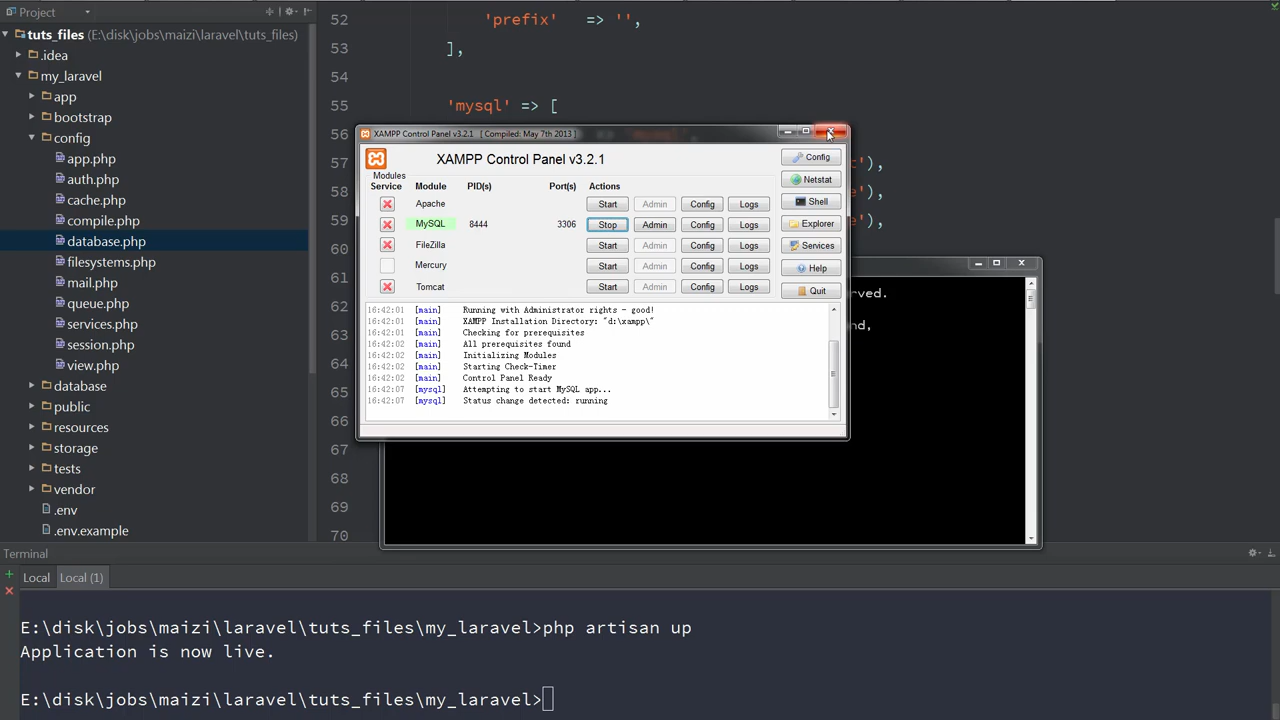 Project
tuts_files (E:\disk\jobs\maizi\laravel\tuts_files)
.idea
my_laravel
app
bootstrap
config
app.php
auth.php
cache.php
compile.php
database.php
filesystems.php
mail.php
queue.php
services.php
session.php
view.php
database
public
resources
storage
tests
vendor
.env
.env.example
52 'prefix' => '',
53 ],
54
55 'mysql' => [
56
57 '),
58 '),
59 '),
60
61
62
63
64
65
66
67
68
69
70
XAMPP Control Panel v3.2.1 [ Compiled: May 7th 2013 ]
XAMPP Control Panel v3.2.1
Modules
Service Module PID(s) Port(s) Actions
Apache Start Admin Config Logs
MySQL 8444 3306 Stop Admin Config Logs
FileZilla Start Admin Config Logs
Mercury Start Admin Config Logs
Tomcat Start Admin Config Logs
Config
Netstat
Shell
Explorer
Services
Help
Quit
16:42:01 [main] Running with Administrator rights - good!
16:42:01 [main] XAMPP Installation Directory: "d:\xampp\"
16:42:01 [main] Checking for prerequisites
16:42:02 [main] All prerequisites found
16:42:02 [main] Initializing Modules
16:42:02 [main] Starting Check-Timer
16:42:02 [main] Control Panel Ready
16:42:07 [mysql] Attempting to start MySQL app...
16:42:07 [mysql] Status change detected: running
rved.
nd,
Terminal
Local Local (1)
E:\disk\jobs\maizi\laravel\tuts_files\my_laravel>php artisan up
Application is now live.
E:\disk\jobs\maizi\laravel\tuts_files\my_laravel>